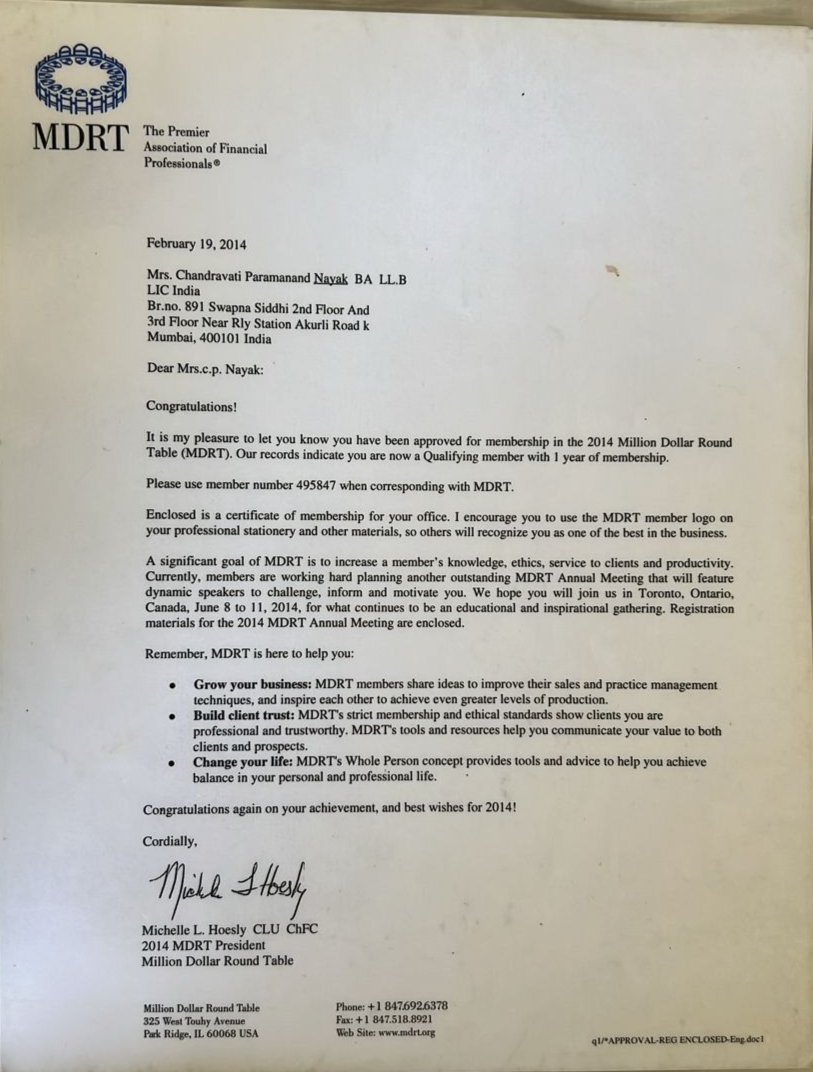 MDRT
The Premier
Association of Financial
Professionals®
February 19, 2014
Mrs. Chandravati Paramanand Nayak BA LL.B
LIC India
Br.no. 891 Swapna Siddhi 2nd Floor And
3rd Floor Near Rly Station Akurli Road k
Mumbai, 400101 India
Dear Mrs.c.p. Nayak:
Congratulations!
It is my pleasure to let you know you have been approved for membership in the 2014 Million Dollar Round
Table (MDRT). Our records indicate you are now a Qualifying member with 1 year of membership.
Please use member number 495847 when corresponding with MDRT.
Enclosed is a certificate of membership for your office. I encourage you to use the MDRT member logo on
your professional stationery and other materials, so others will recognize you as one of the best in the business.
A significant goal of MDRT is to increase a member's knowledge, ethics, service to clients and productivity.
Currently, members are working hard planning another outstanding MDRT Annual Meeting that will feature
dynamic speakers to challenge, inform and motivate you. We hope you will join us in Toronto, Ontario,
Canada, June 8 to 11, 2014, for what continues to be an educational and inspirational gathering. Registration
materials for the 2014 MDRT Annual Meeting are enclosed.
Remember, MDRT is here to help you:
• Grow your business: MDRT members share ideas to improve their sales and practice management
techniques, and inspire each other to achieve even greater levels of production.
• Build client trust: MDRT's strict membership and ethical standards show clients you are
professional and trustworthy. MDRT's tools and resources help you communicate your value to both
clients and prospects.
• Change your life: MDRT's Whole Person concept provides tools and advice to help you achieve
balance in your personal and professional life.
Congratulations again on your achievement, and best wishes for 2014!
Cordially,
Michelle L. Hoesly CLU ChFC
2014 MDRT President
Million Dollar Round Table
Million Dollar Round Table
325 West Touhy Avenue
Park Ridge, IL 60068 USA
Phone: +1 847.692.6378
Fax: +1 847.518.8921
Web Site: www.mdrt.org
q1/*APPROVAL-REG ENCLOSED-Eng.doc1